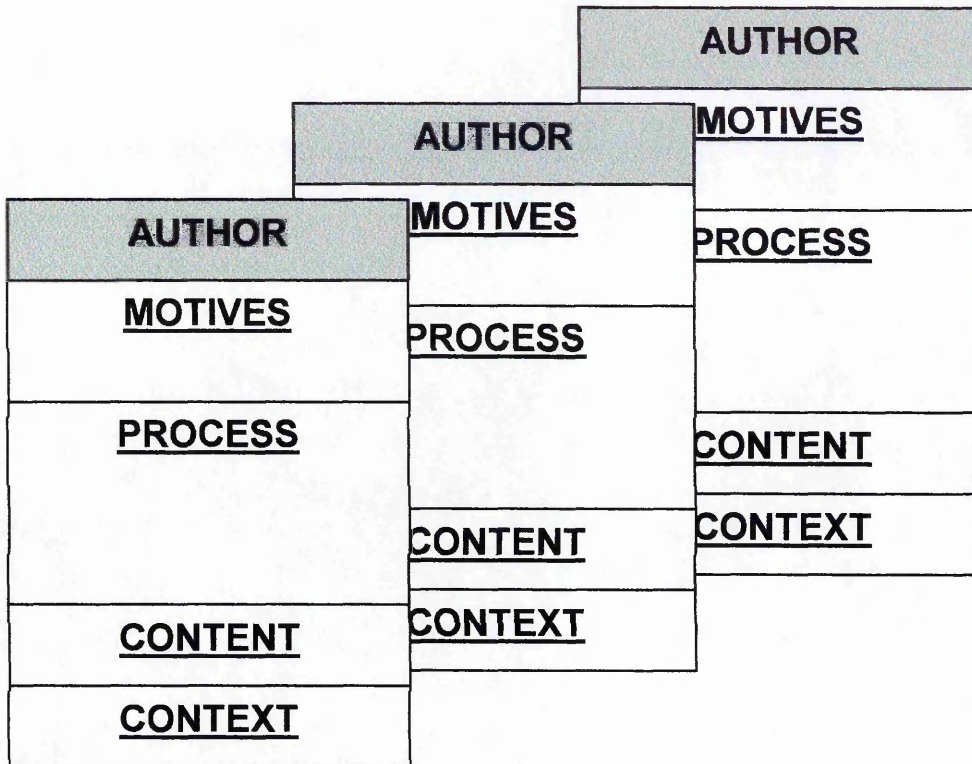 AUTHOR
MOTIVES
PROCESS
CONTENT
CONTEXT
AUTHOR
MOTIVES
PROCESS
CONTENT
CONTEXT
AUTHOR
MOTIVES
PROCESS
CONTENT
CONTEXT